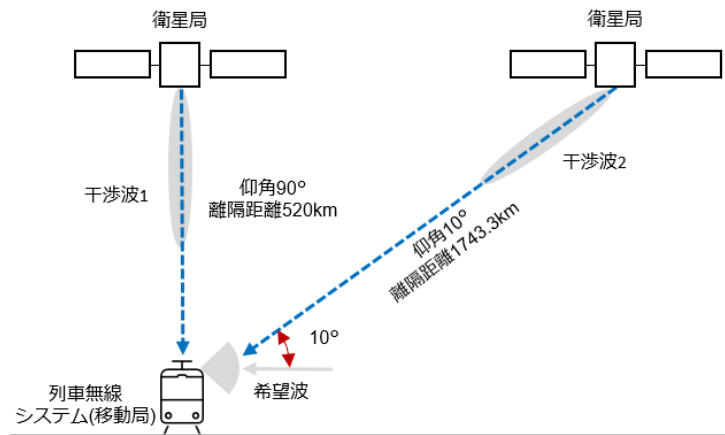 衛星局
衛星局
干渉波1
仰角90°
離隔距離520km
干渉波2
仰角10°
離隔距離1743.3km
10°
希望波
列車無線
システム(移動局)